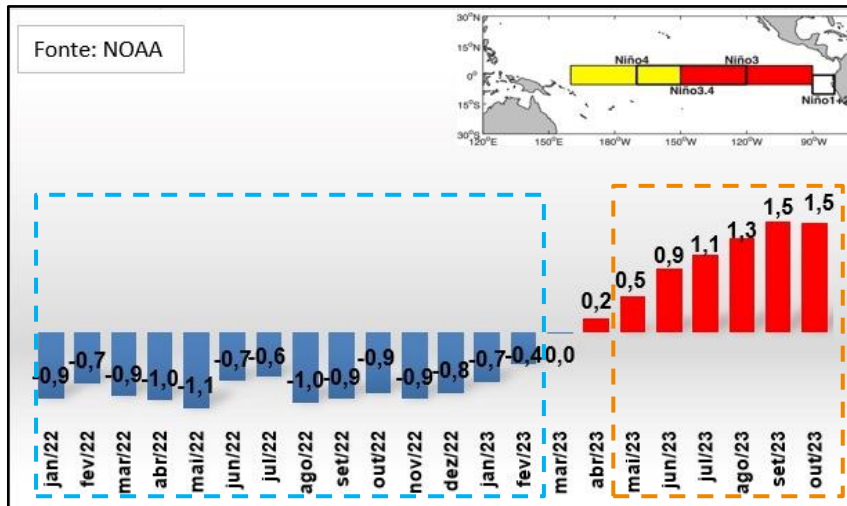 Fonte: NOAA
30°N
15°N
0°
15°S
30°S
120°E 150°E 180°W 150°W 120°W 90°W
Niño4 Niño3
Niño3.4 Niño1+2
-0,9 -0,7 -0,9 -1,0 -1,1 -0,7 -0,6 -1,0 -0,9 -0,9 -0,9 -0,8 -0,7 -0,4 0,0 0,2 0,5 0,9 1,1 1,3 1,5 1,5
jan/22 fev/22 mar/22 abr/22 mai/22 jun/22 jul/22 ago/22 set/22 out/22 nov/22 dez/22 jan/23 fev/23 mar/23 abr/23 mai/23 jun/23 jul/23 ago/23 set/23 out/23